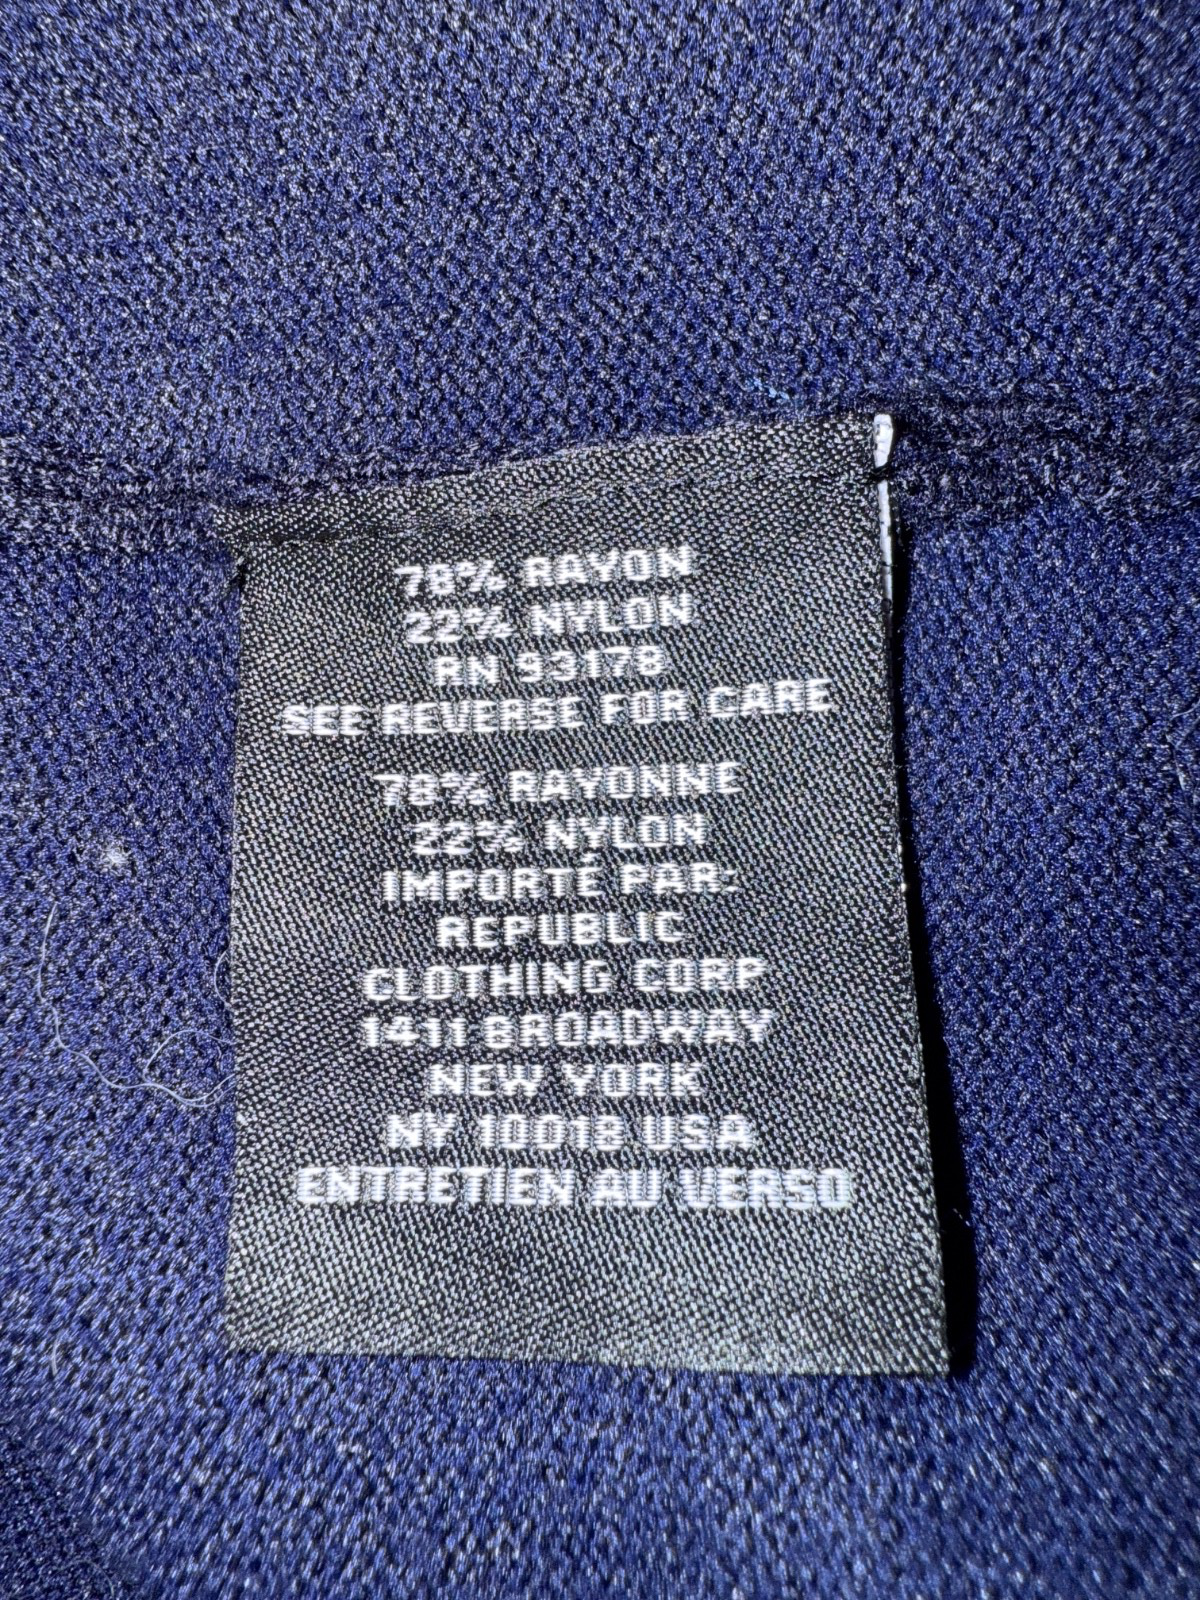 78% RAYON
22% NYLON
RN 93178
SEE REVERSE FOR CARE
78% RAYONNE
22% NYLON
IMPORTÉ PAR:
REPUBLIC
CLOTHING CORP
1411 BROADWAY
NEW YORK
NY 10018 USA
ENTRETIEN AU VERSO